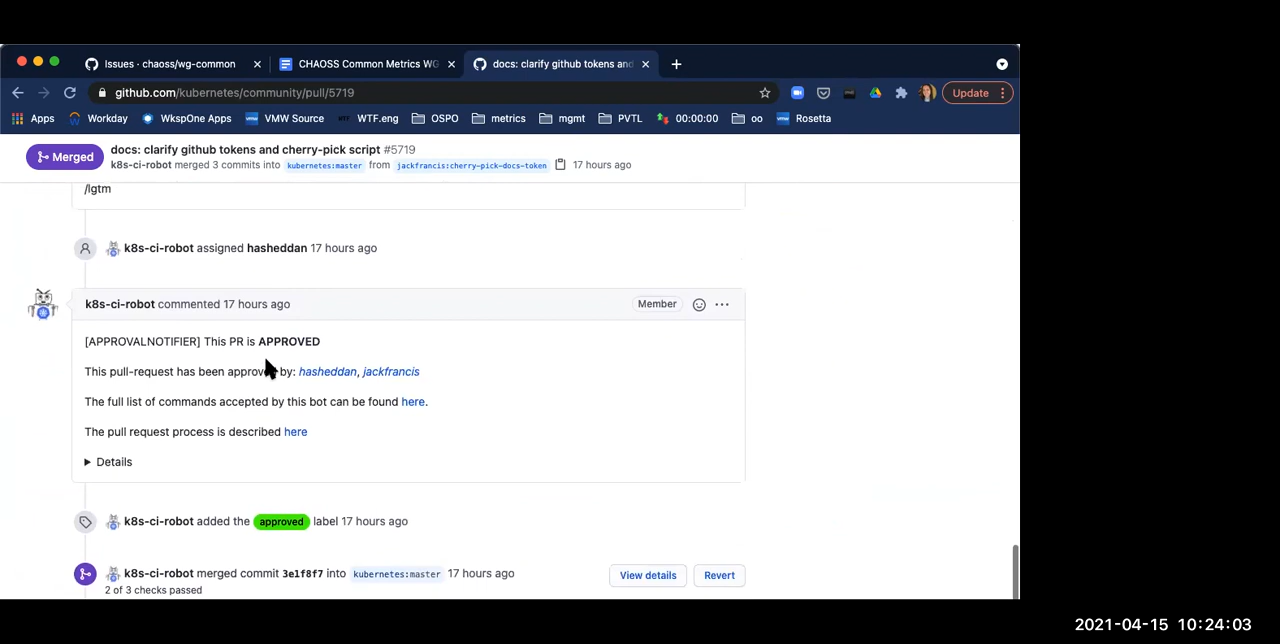 Issues · chaoss/wg-common
CHAOSS Common Metrics WG
docs: clarify github tokens and
github.com/kubernetes/community/pull/5719
Update
Apps
Workday
WkspOne Apps
VMW Source
WTF.eng
OSPO
metrics
mgmt
PVTL
00:00:00
oo
Rosetta
Merged
docs: clarify github tokens and cherry-pick script #5719
k8s-ci-robot merged 3 commits into kubernetes:master from jackfrancis:cherry-pick-docs-token 17 hours ago
/lgtm
k8s-ci-robot assigned hasheddan 17 hours ago
k8s-ci-robot commented 17 hours ago
Member
[APPROVALNOTIFIER] This PR is APPROVED
This pull-request has been approved by: hasheddan, jackfrancis
The full list of commands accepted by this bot can be found here.
The pull request process is described here
Details
k8s-ci-robot added the approved label 17 hours ago
k8s-ci-robot merged commit 3e1f8f7 into kubernetes:master 17 hours ago
View details
Revert
2 of 3 checks passed
2021-04-15 10:24:03